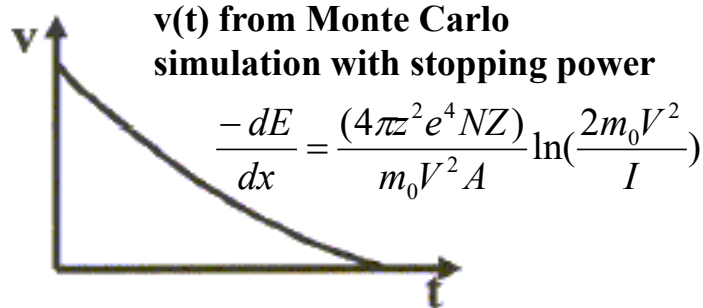 v(t) from Monte Carlo
v
simulation with stopping power
-dE/dx = (4πz²e⁴NZ)/m₀V²A ln(2m₀V²/I)
t